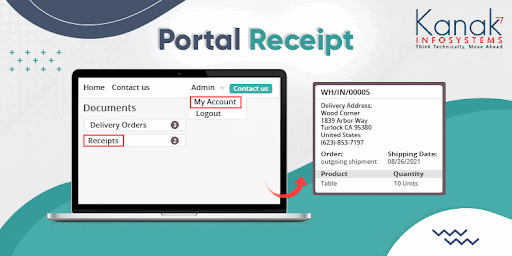 Portal Receipt
Kanak
INFOSYSTEMS
Think Technically, Move Ahead
Home Contact us Admin Contact us
My Account
Logout
Documents
Delivery Orders 3
Receipts 2
WH/IN/00005
Delivery Address:
Wood Corner
1839 Arbor Way
Turlock CA 95380
United States
(623)-853-7197
Order: Shipping Date:
outgoing shipment 08/26/2021
Product Quantity
Table 10 Units